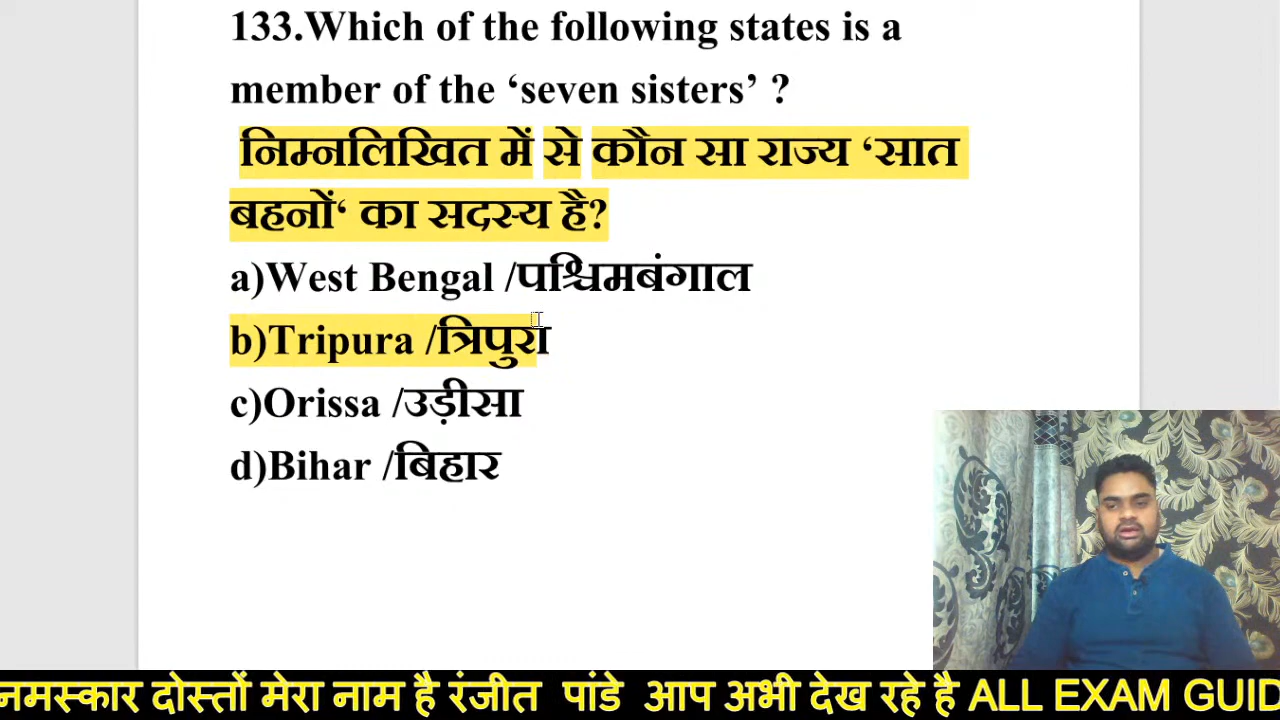 133.Which of the following states is a
member of the ‘seven sisters’ ?
निम्नलिखित में से कौन सा राज्य ‘सात
बहनों‘ का सदस्य है?
a)West Bengal /पश्चिमबंगाल
b)Tripura /त्रिपुरा
c)Orissa /उड़ीसा
d)Bihar /बिहार
नमस्कार दोस्तों मेरा नाम है रंजीत पांडे आप अभी देख रहे है ALL EXAM GUID